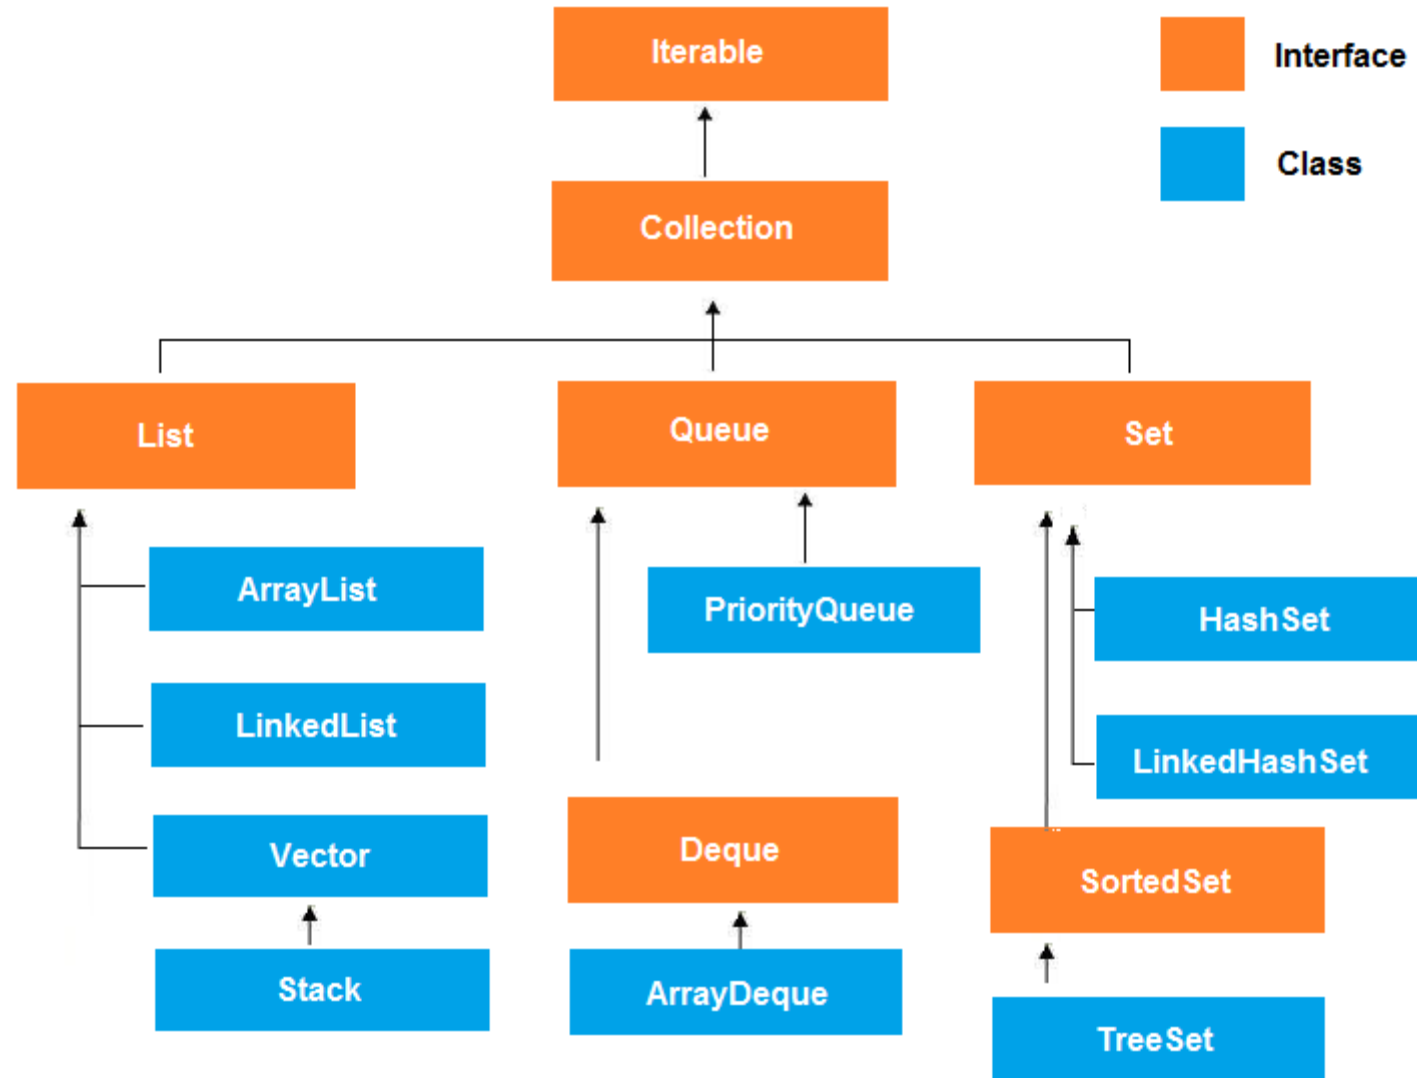 Iterable
Interface
Class
Collection
List
Queue
Set
ArrayList
PriorityQueue
HashSet
LinkedList
LinkedHashSet
Vector
Deque
SortedSet
Stack
ArrayDeque
TreeSet